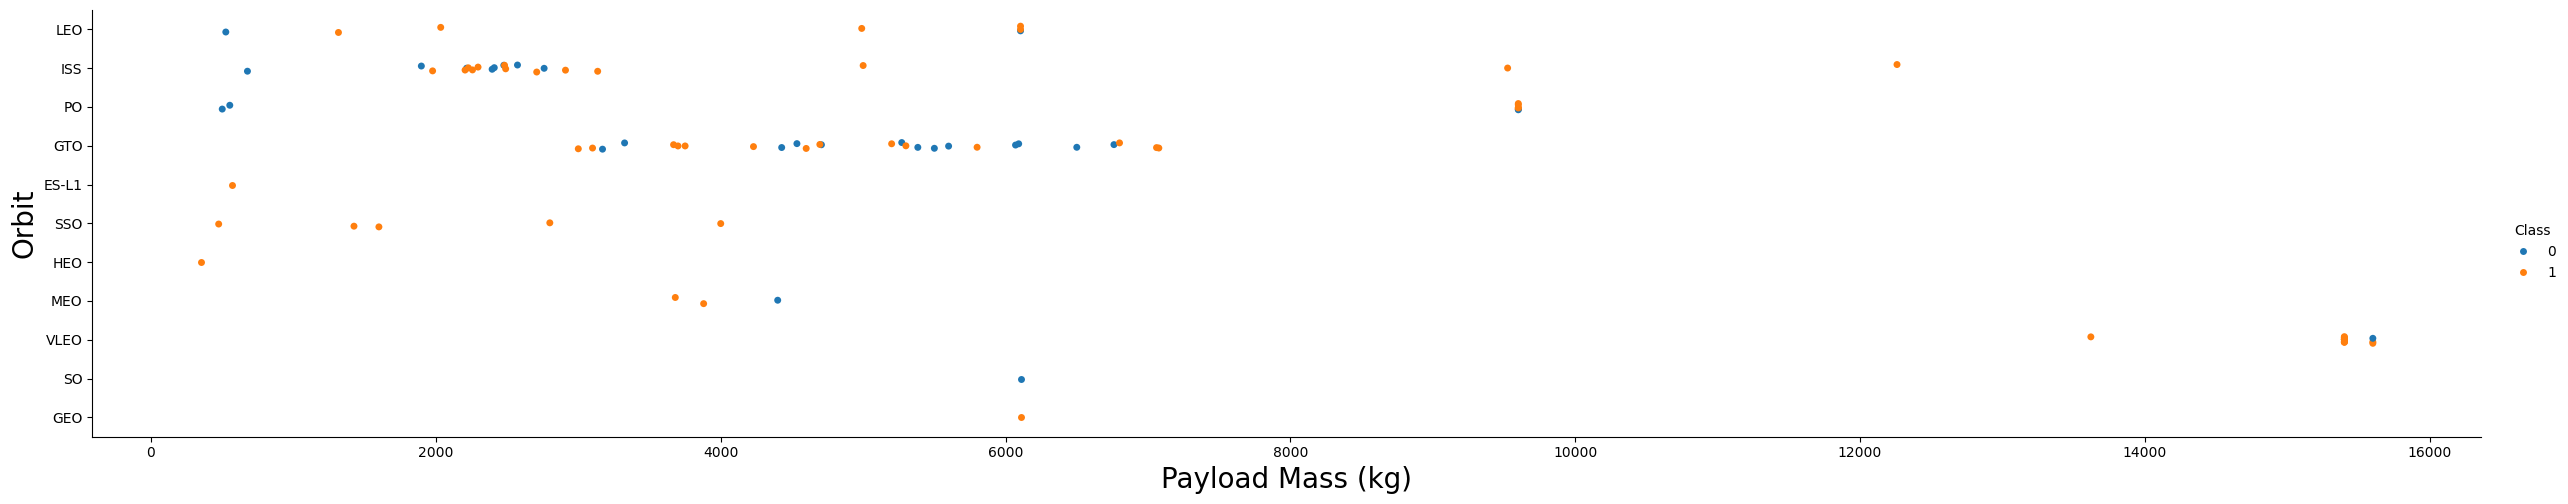 Orbit
LEO
ISS
PO
GTO
ES-L1
SSO
HEO
MEO
VLEO
SO
GEO
0 2000 4000 6000 8000 10000 12000 14000 16000
Payload Mass (kg)
Class
0
1